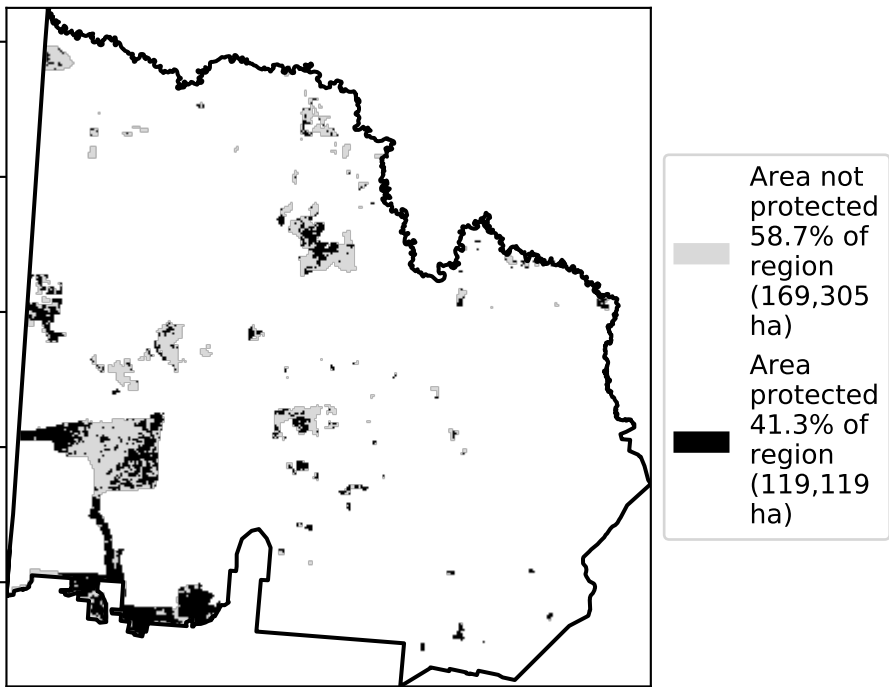 Area not
protected
58.7% of
region
(169,305
ha)
Area
protected
41.3% of
region
(119,119
ha)